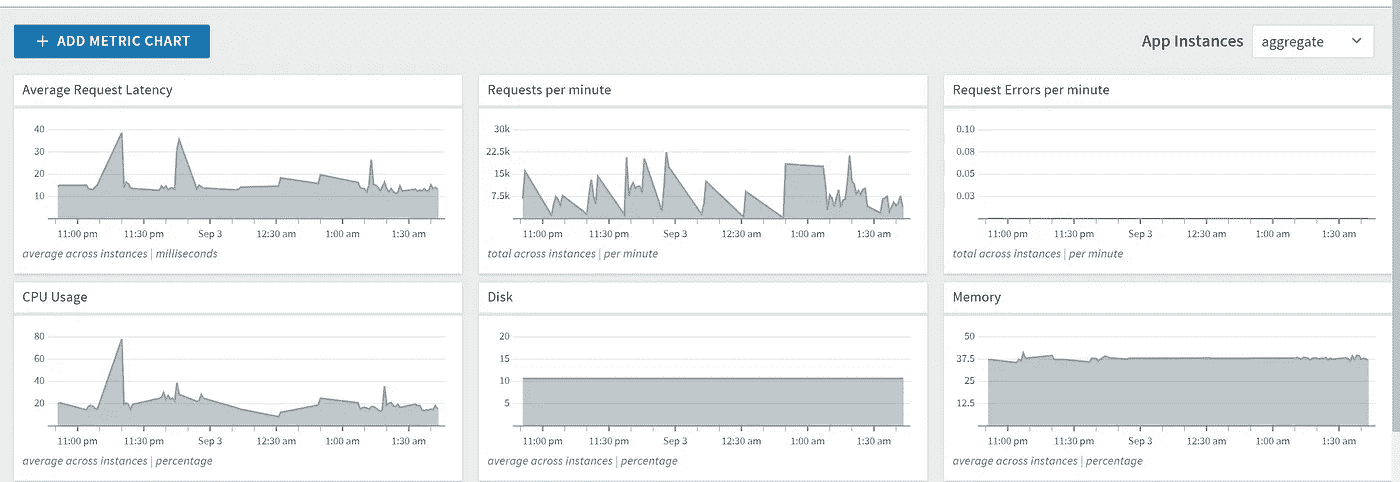 + ADD METRIC CHART
App Instances aggregate
Average Request Latency
40
30
20
10
11:00 pm 11:30 pm Sep 3 12:30 am 1:00 am 1:30 am
average across instances | milliseconds
Requests per minute
30k
22.5k
15k
7.5k
11:00 pm 11:30 pm Sep 3 12:30 am 1:00 am 1:30 am
total across instances | per minute
Request Errors per minute
0.10
0.08
0.05
0.03
11:00 pm 11:30 pm Sep 3 12:30 am 1:00 am 1:30 am
total across instances | per minute
CPU Usage
80
60
40
20
11:00 pm 11:30 pm Sep 3 12:30 am 1:00 am 1:30 am
average across instances | percentage
Disk
20
15
10
5
11:00 pm 11:30 pm Sep 3 12:30 am 1:00 am 1:30 am
average across instances | percentage
Memory
50
37.5
25
12.5
11:00 pm 11:30 pm Sep 3 12:30 am 1:00 am 1:30 am
average across instances | percentage